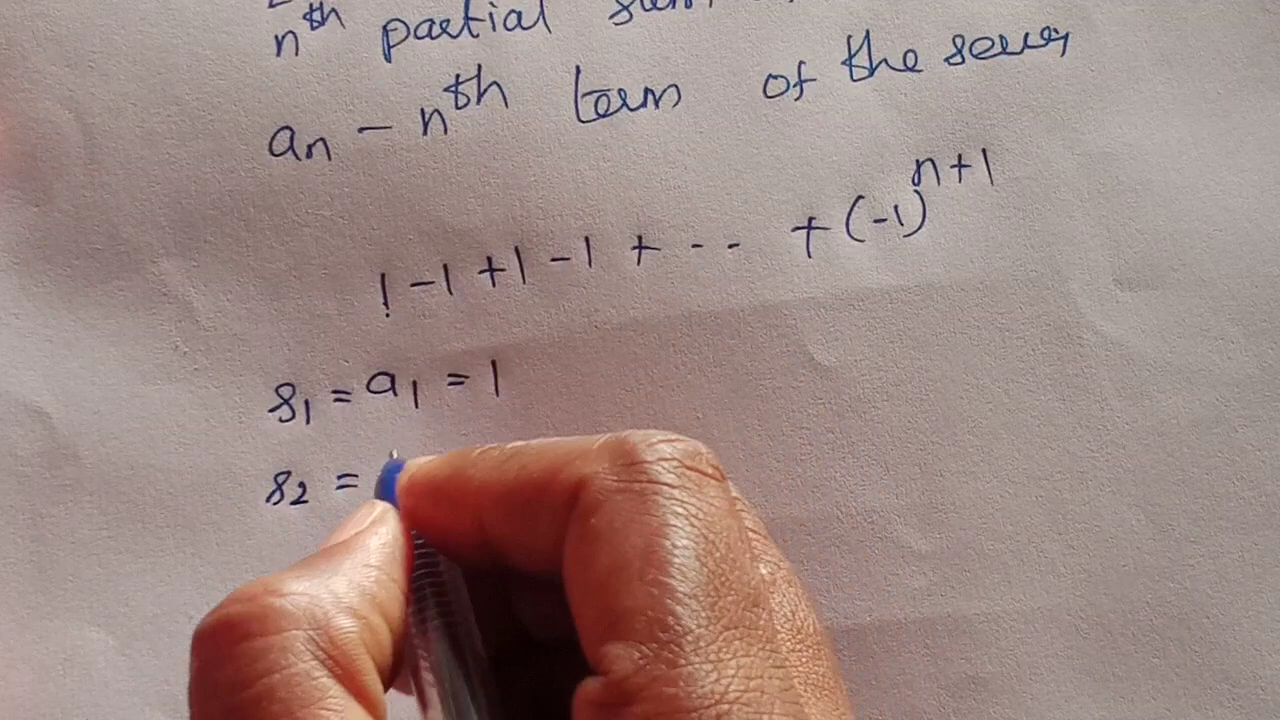 nth partial
an - nth term of the series
1 -1 +1 -1 + - - + (-1)^n+1
s1 = a1 = 1
s2 =